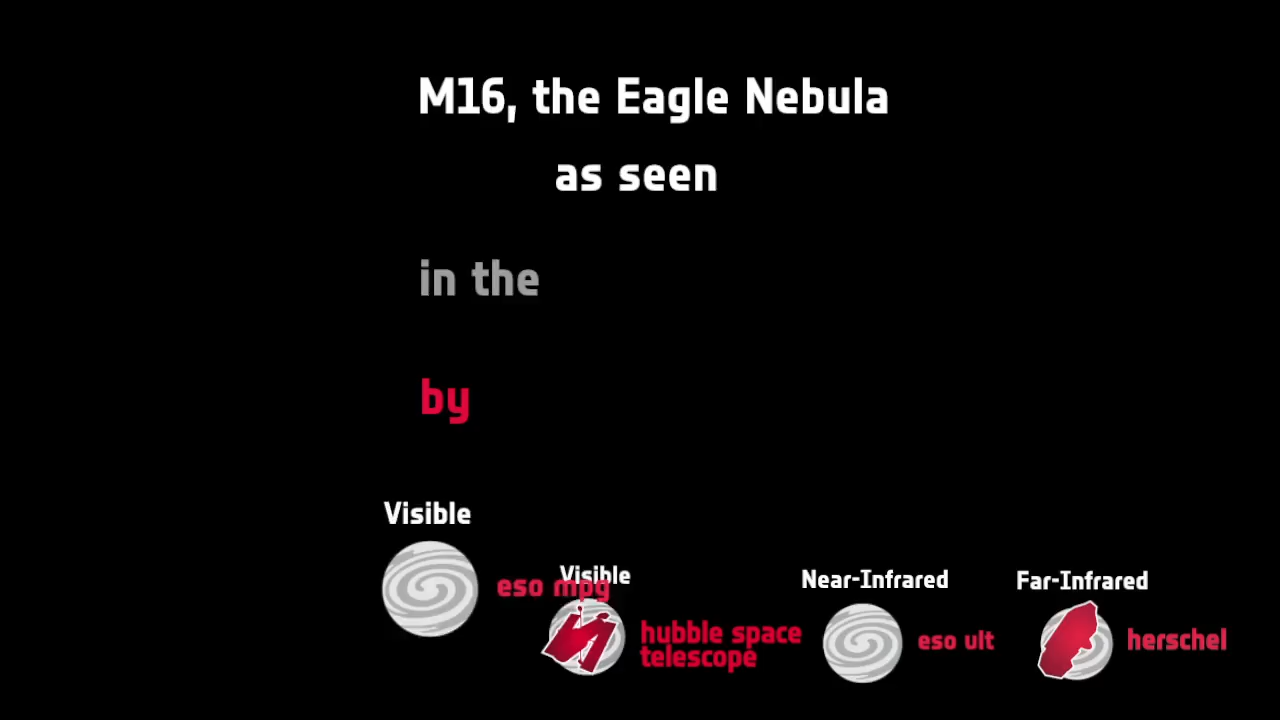 M16, the Eagle Nebula
as seen
in the
by
Visible
eso mpg
Visible
hubble space
telescope
Near-Infrared
eso vlt
Far-Infrared
herschel